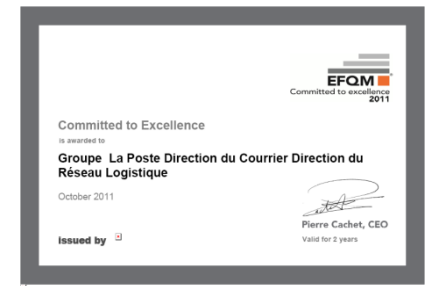 EFQM
Committed to excellence
2011
Committed to Excellence
is awarded to
Groupe La Poste Direction du Courrier Direction du
Réseau Logistique
October 2011
Pierre Cachet, CEO
issued by
Valid for 2 years